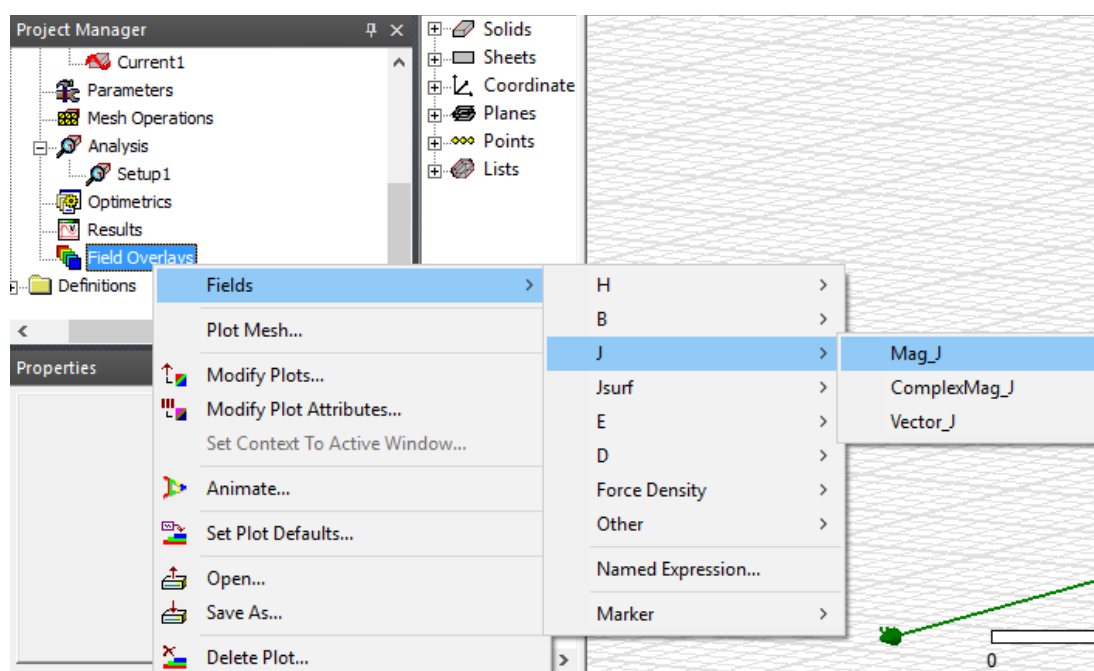 Project Manager
Current1
Parameters
Mesh Operations
Analysis
Setup1
Optimetrics
Results
Field Overlays
Definitions
Properties
Solids
Sheets
Coordinate
Planes
Points
Lists
Fields
Plot Mesh...
Modify Plots...
Modify Plot Attributes...
Set Context To Active Window...
Animate...
Set Plot Defaults...
Open...
Save As...
Delete Plot...
H
B
J
Jsurf
E
D
Force Density
Other
Named Expression...
Marker
Mag_J
ComplexMag_J
Vector_J
0